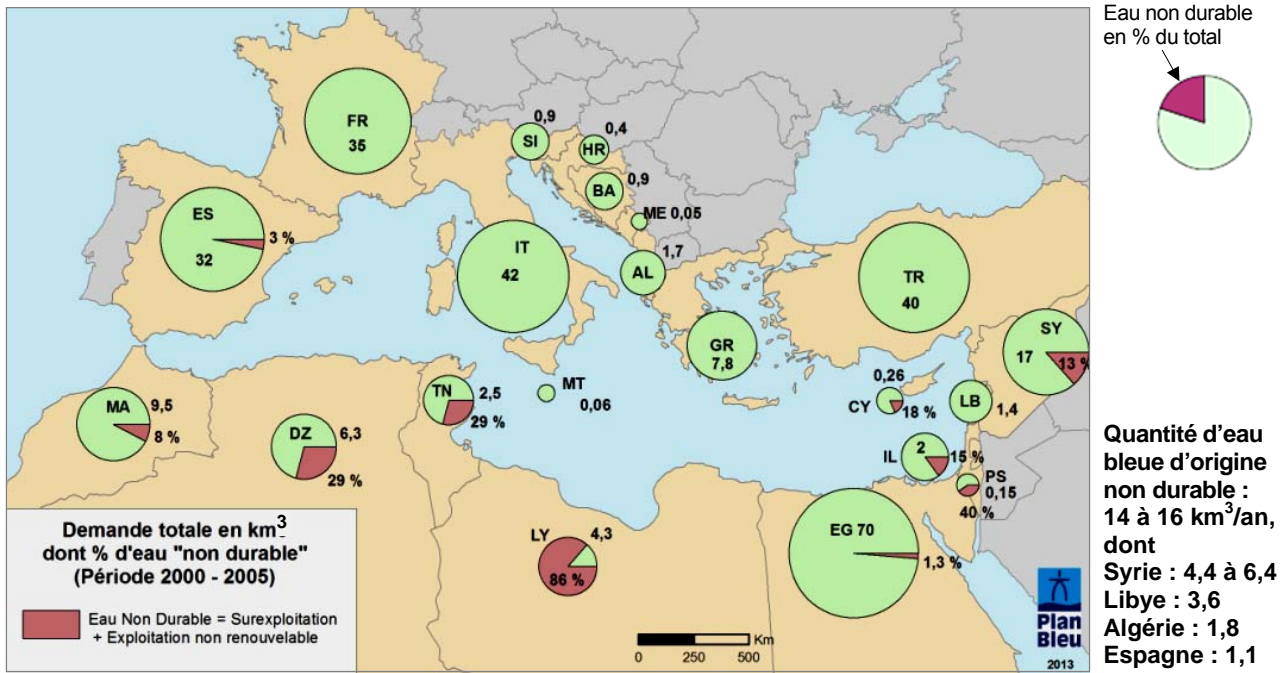 Eau non durable
en % du total
FR
35
0,9
SI
0,4
HR
BA
0,9
ME 0,05
ES
3 %
32
IT
42
1,7
AL
TR
40
GR
7,8
SY
17
13 %
MT
0,06
0,26
CY
18 %
LB
1,4
MA
9,5
8 %
DZ
6,3
29 %
TN
2,5
29 %
IL
2
15 %
PS
0,15
40 %
LY
4,3
86 %
EG 70
1,3 %
Demande totale en km3
dont % d'eau "non durable"
(Période 2000 - 2005)
Eau Non Durable = Surexploitation
+ Exploitation non renouvelable
Km
0 250 500
Plan
Bleu
2013
Quantité d’eau
bleue d’origine
non durable :
14 à 16 km3/an,
dont
Syrie : 4,4 à 6,4
Libye : 3,6
Algérie : 1,8
Espagne : 1,1